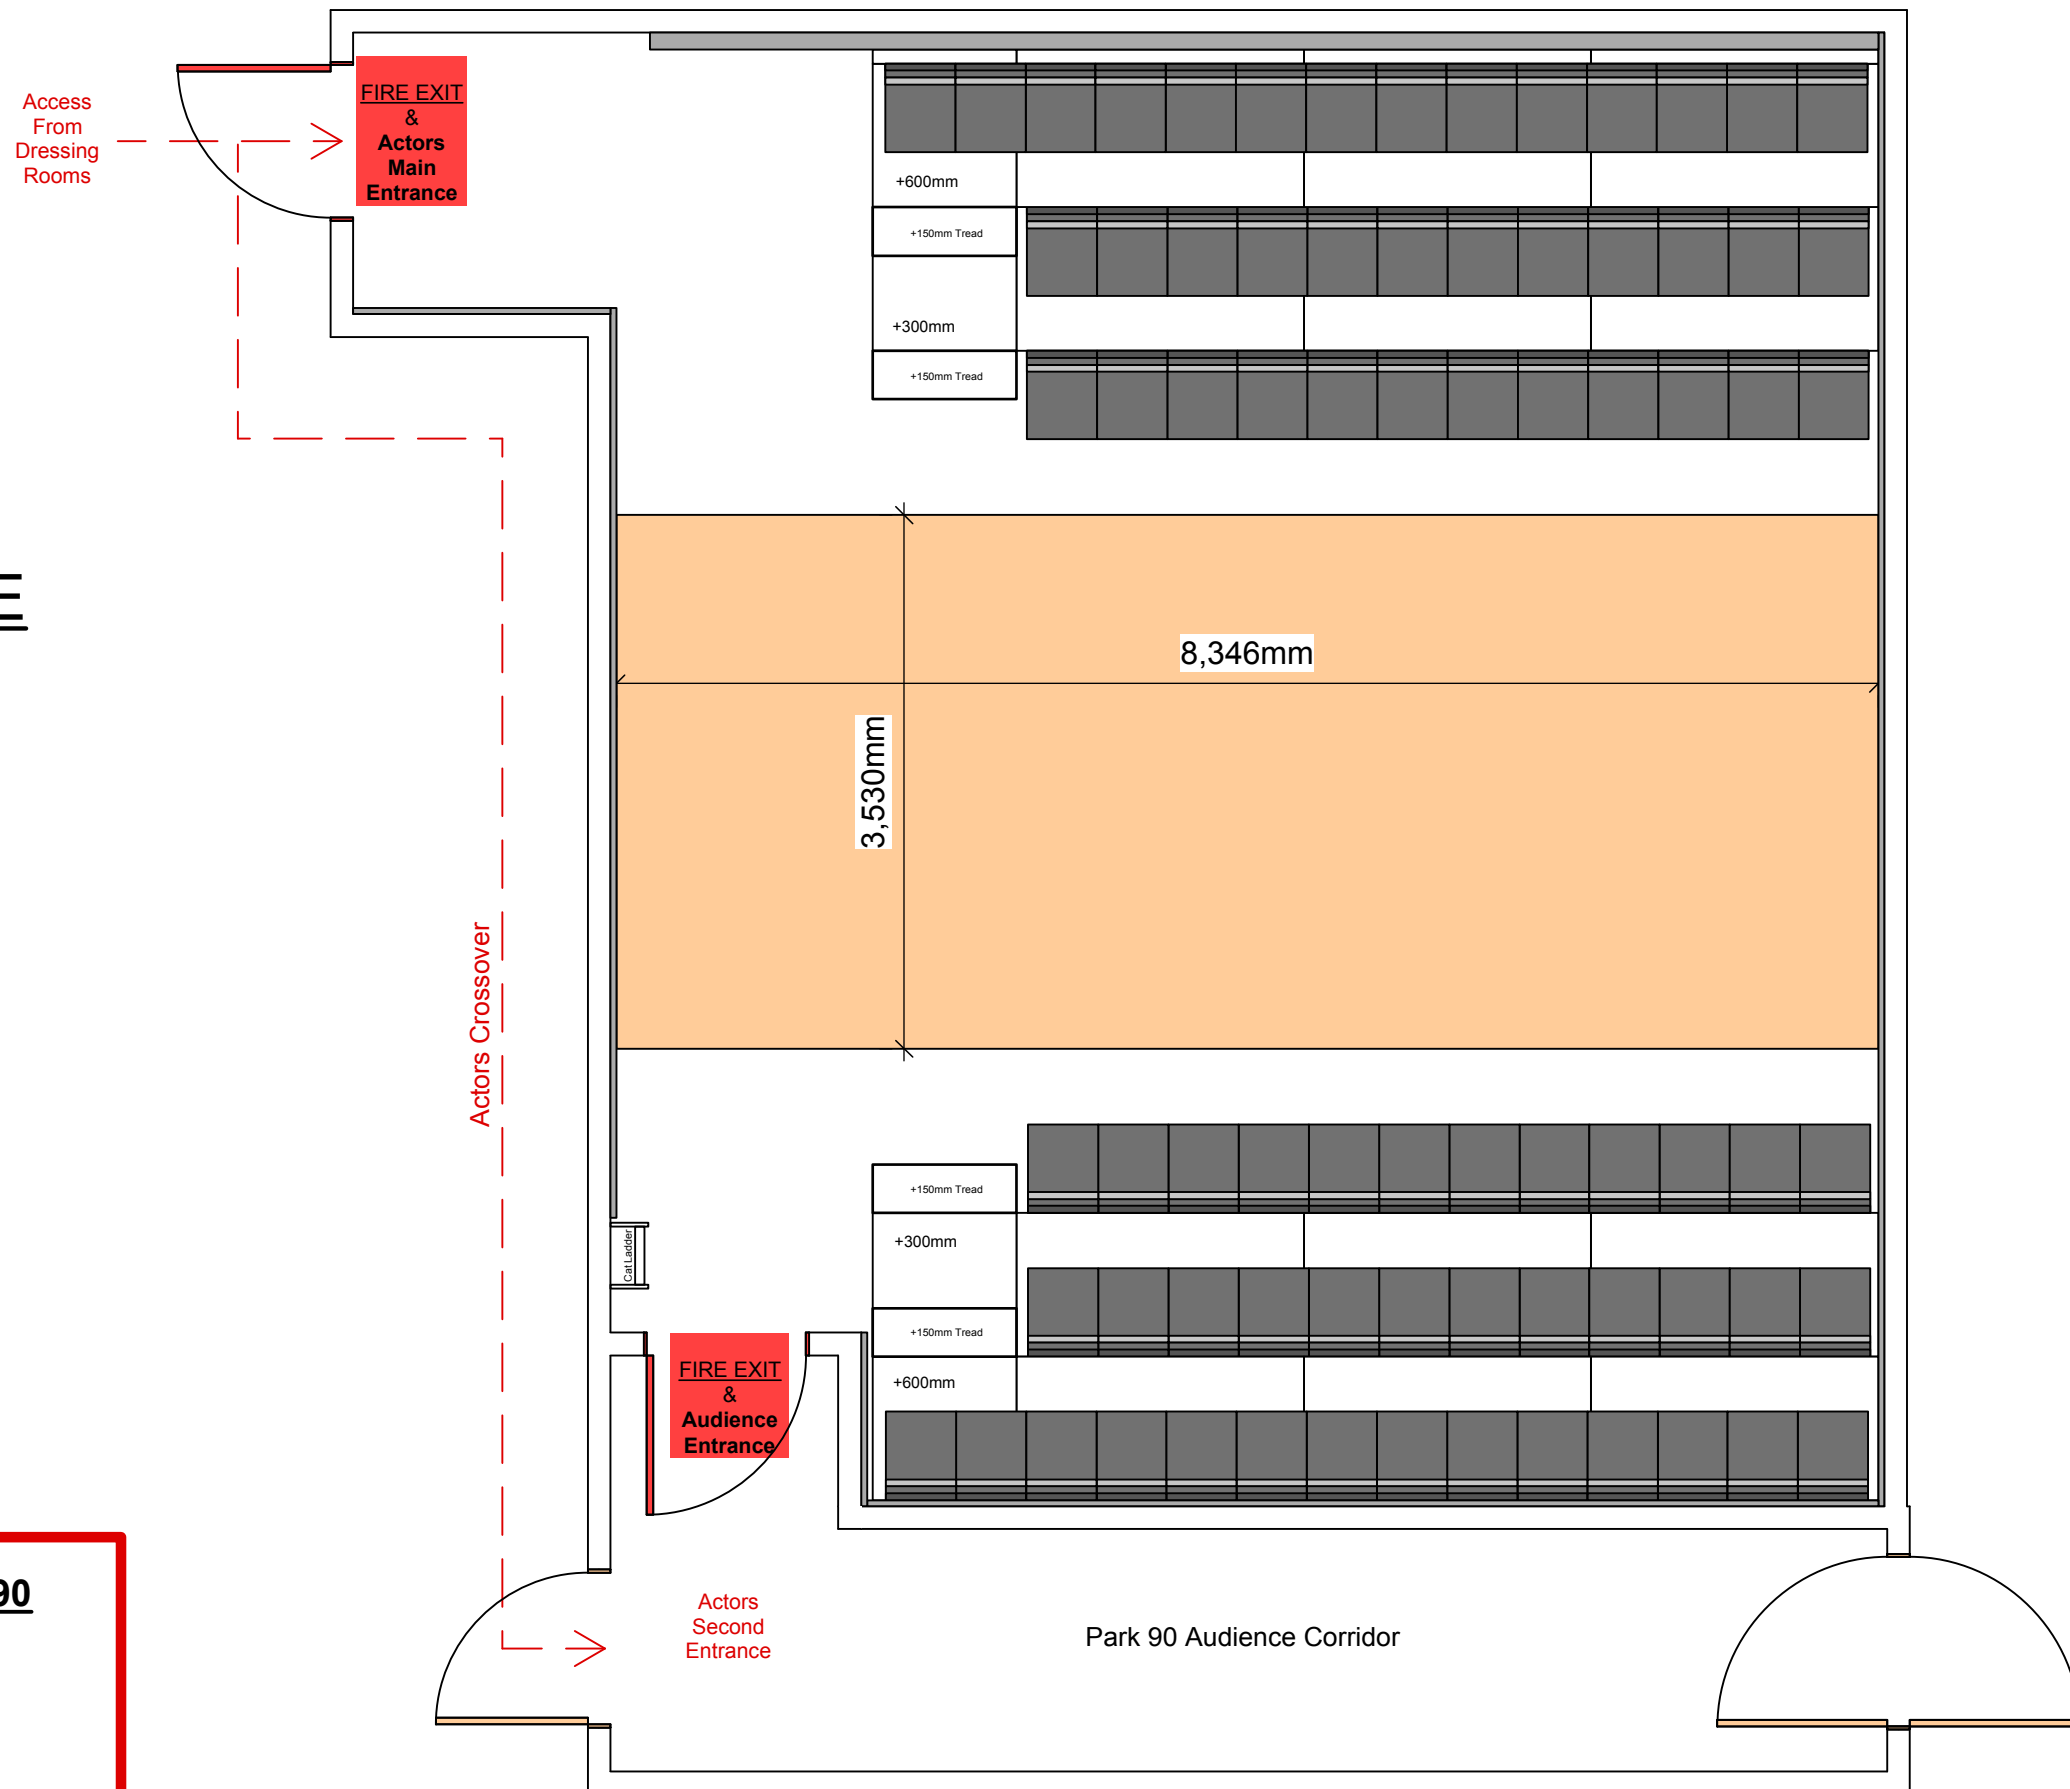 Access
From
Dressing
Rooms
FIRE EXIT
&
Actors
Main
Entrance
+600mm
+150mm Tread
+300mm
+150mm Tread
8,346mm
3,530mm
Actors Crossover
+150mm Tread
+300mm
Cat Ladder
+150mm Tread
+600mm
FIRE EXIT
&
Audience
Entrance
90
Actors
Second
Entrance
Park 90 Audience Corridor